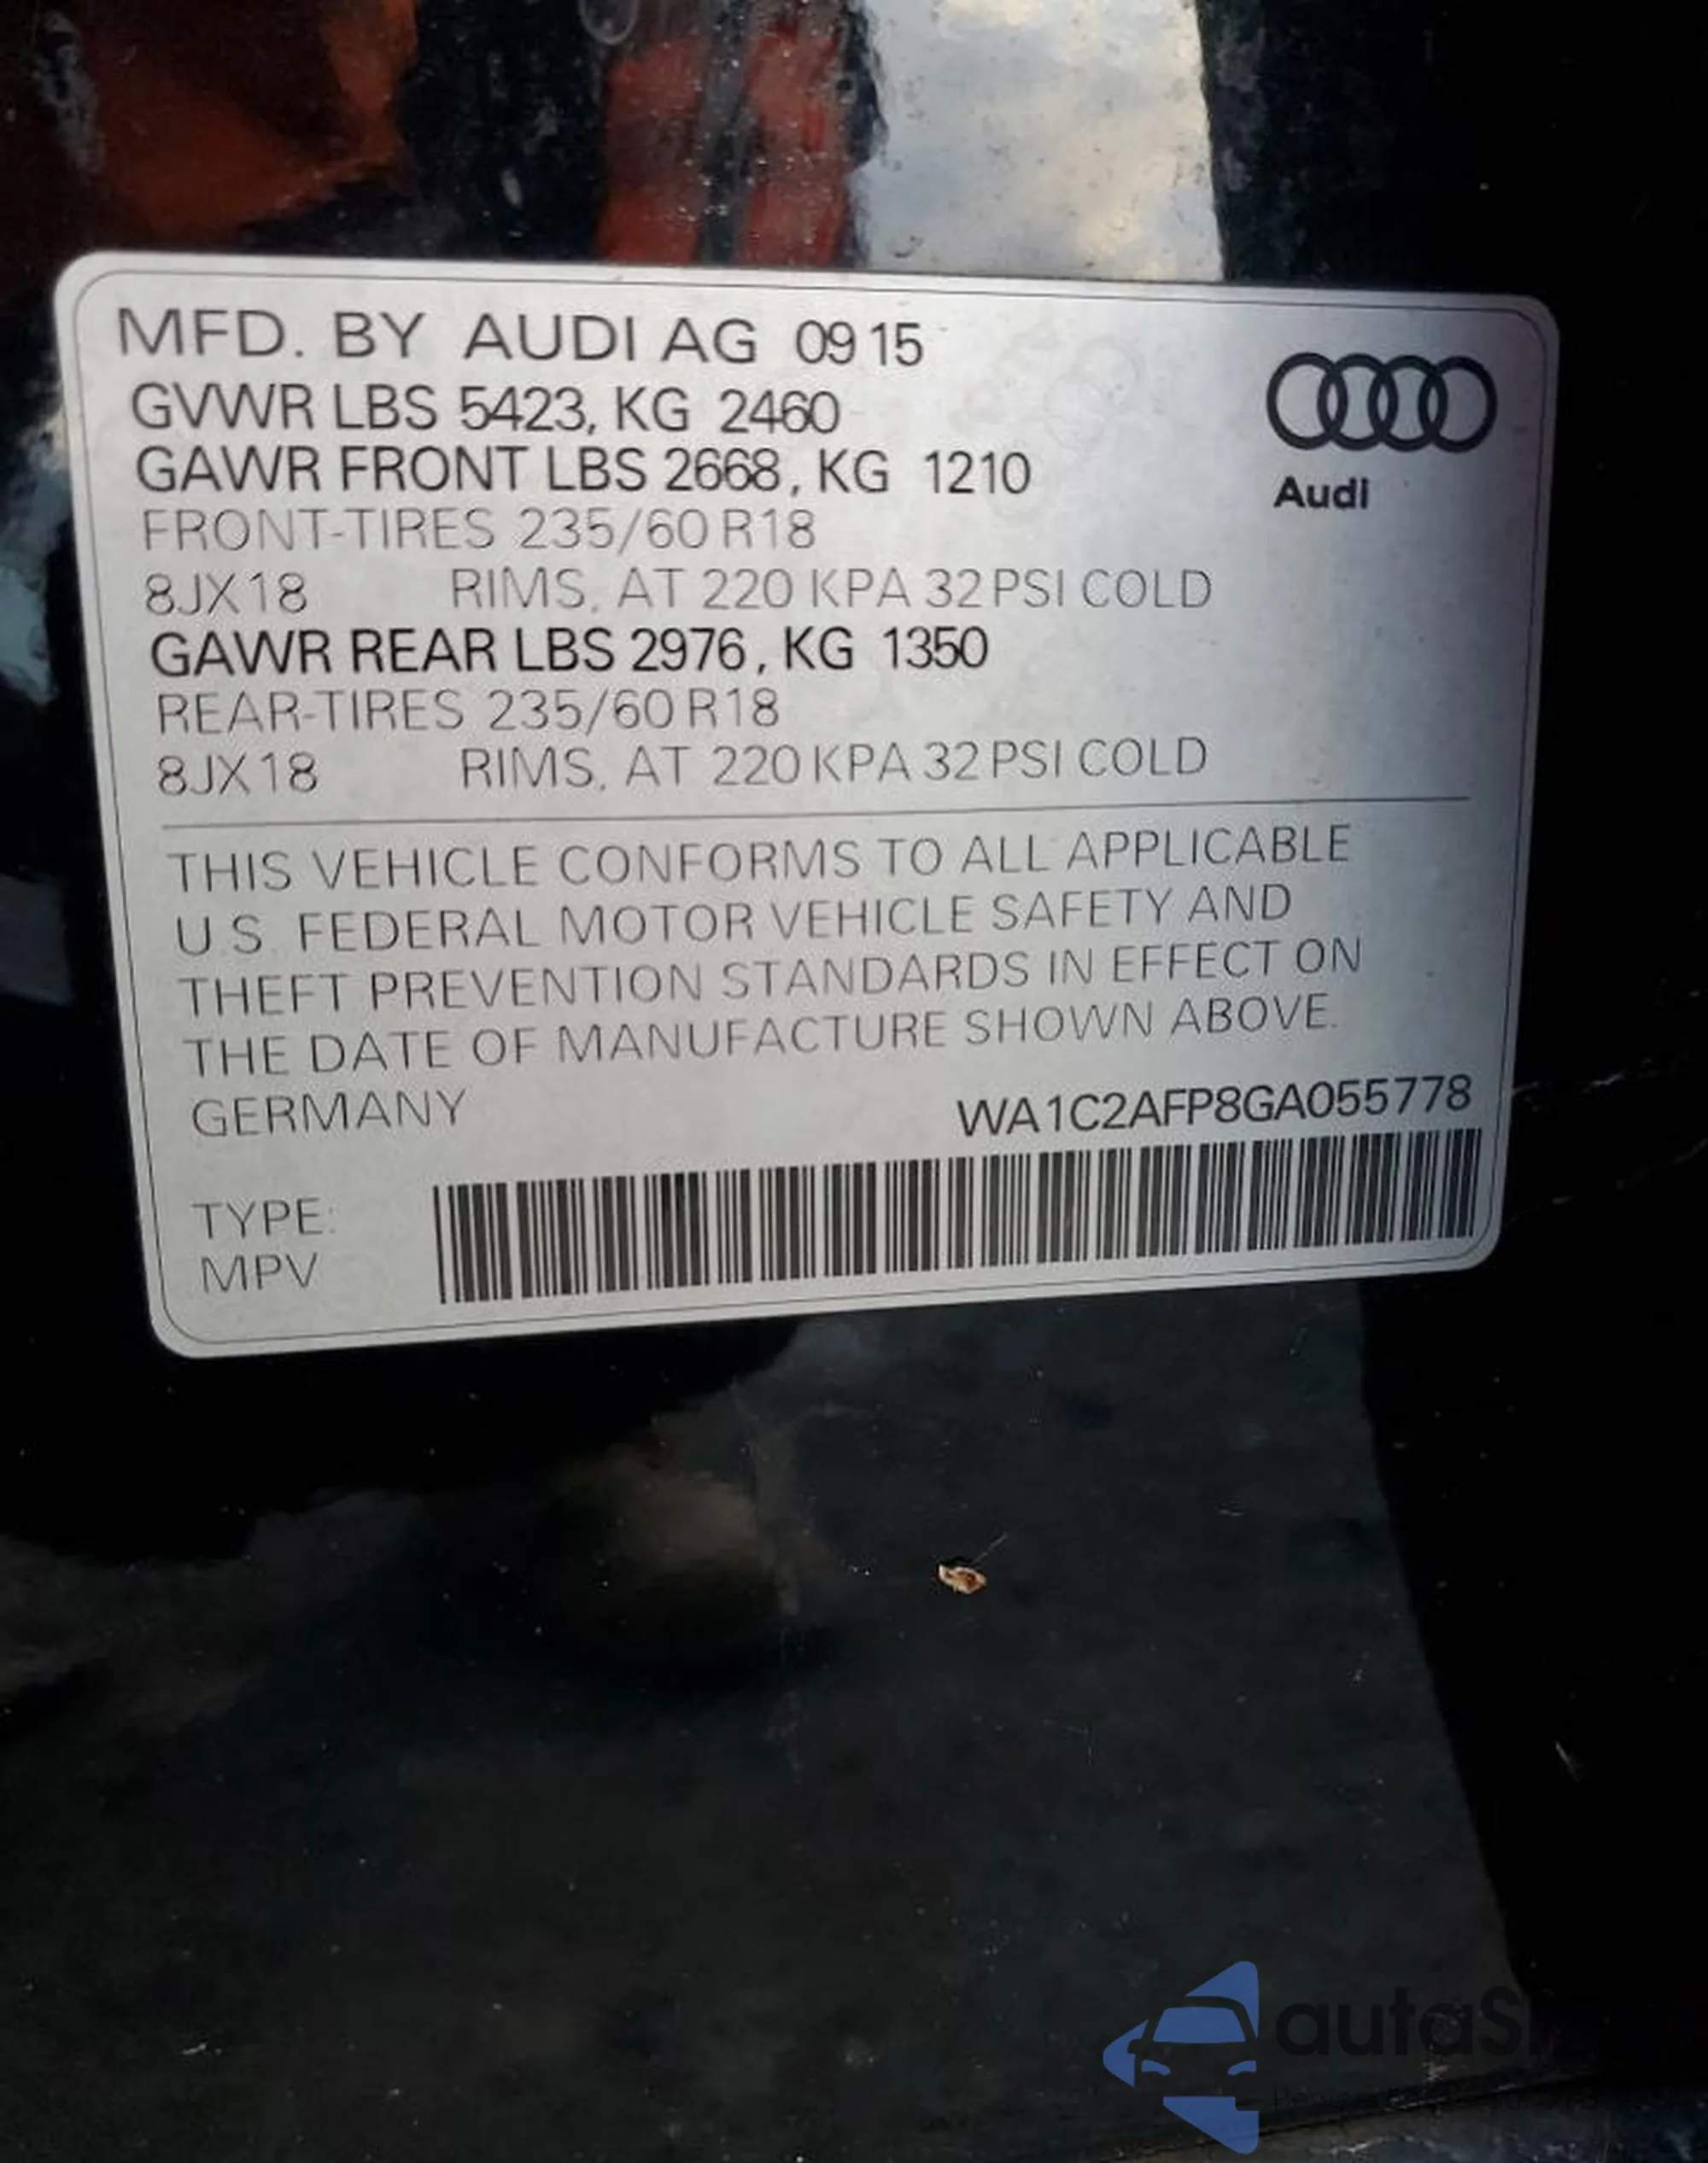 MFD. BY AUDI AG 09 15
GVWR LBS 5423, KG 2460
GAWR FRONT LBS 2668, KG 1210
FRONT-TIRES 235/60 R18
8JX18 RIMS, AT 220 KPA 32 PSI COLD
GAWR REAR LBS 2976, KG 1350
REAR-TIRES 235/60 R18
8JX18 RIMS, AT 220 KPA 32 PSI COLD
Audi
THIS VEHICLE CONFORMS TO ALL APPLICABLE
U.S. FEDERAL MOTOR VEHICLE SAFETY AND
THEFT PREVENTION STANDARDS IN EFFECT ON
THE DATE OF MANUFACTURE SHOWN ABOVE.
GERMANY WA1C2AFP8GA055778
TYPE:
MPV